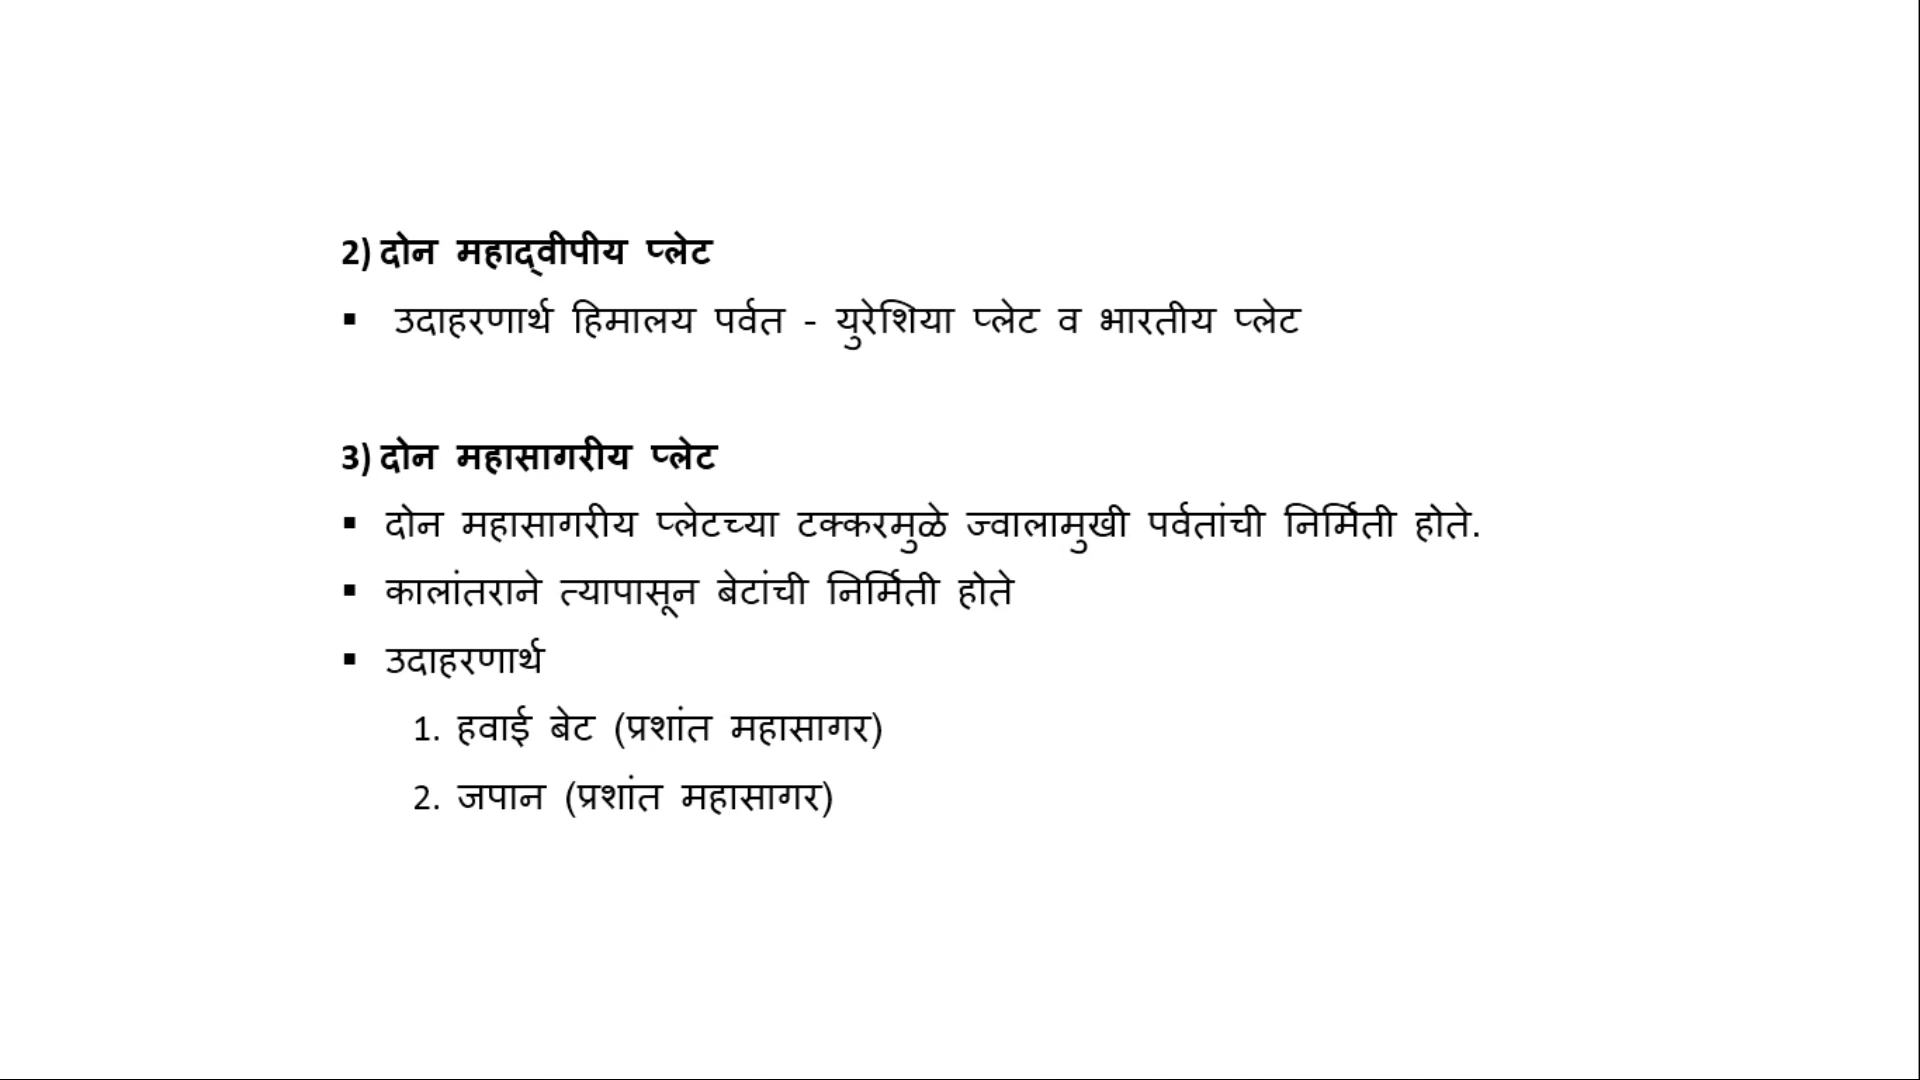 2) दोन महाद्वीपीय प्लेट
▪ उदाहरणार्थ हिमालय पर्वत - युरेशिया प्लेट व भारतीय प्लेट
3) दोन महासागरीय प्लेट
▪ दोन महासागरीय प्लेटच्या टक्करमुळे ज्वालामुखी पर्वतांची निर्मिती होते.
▪ कालांतराने त्यापासून बेटांची निर्मिती होते
▪ उदाहरणार्थ
1. हवाई बेट (प्रशांत महासागर)
2. जपान (प्रशांत महासागर)